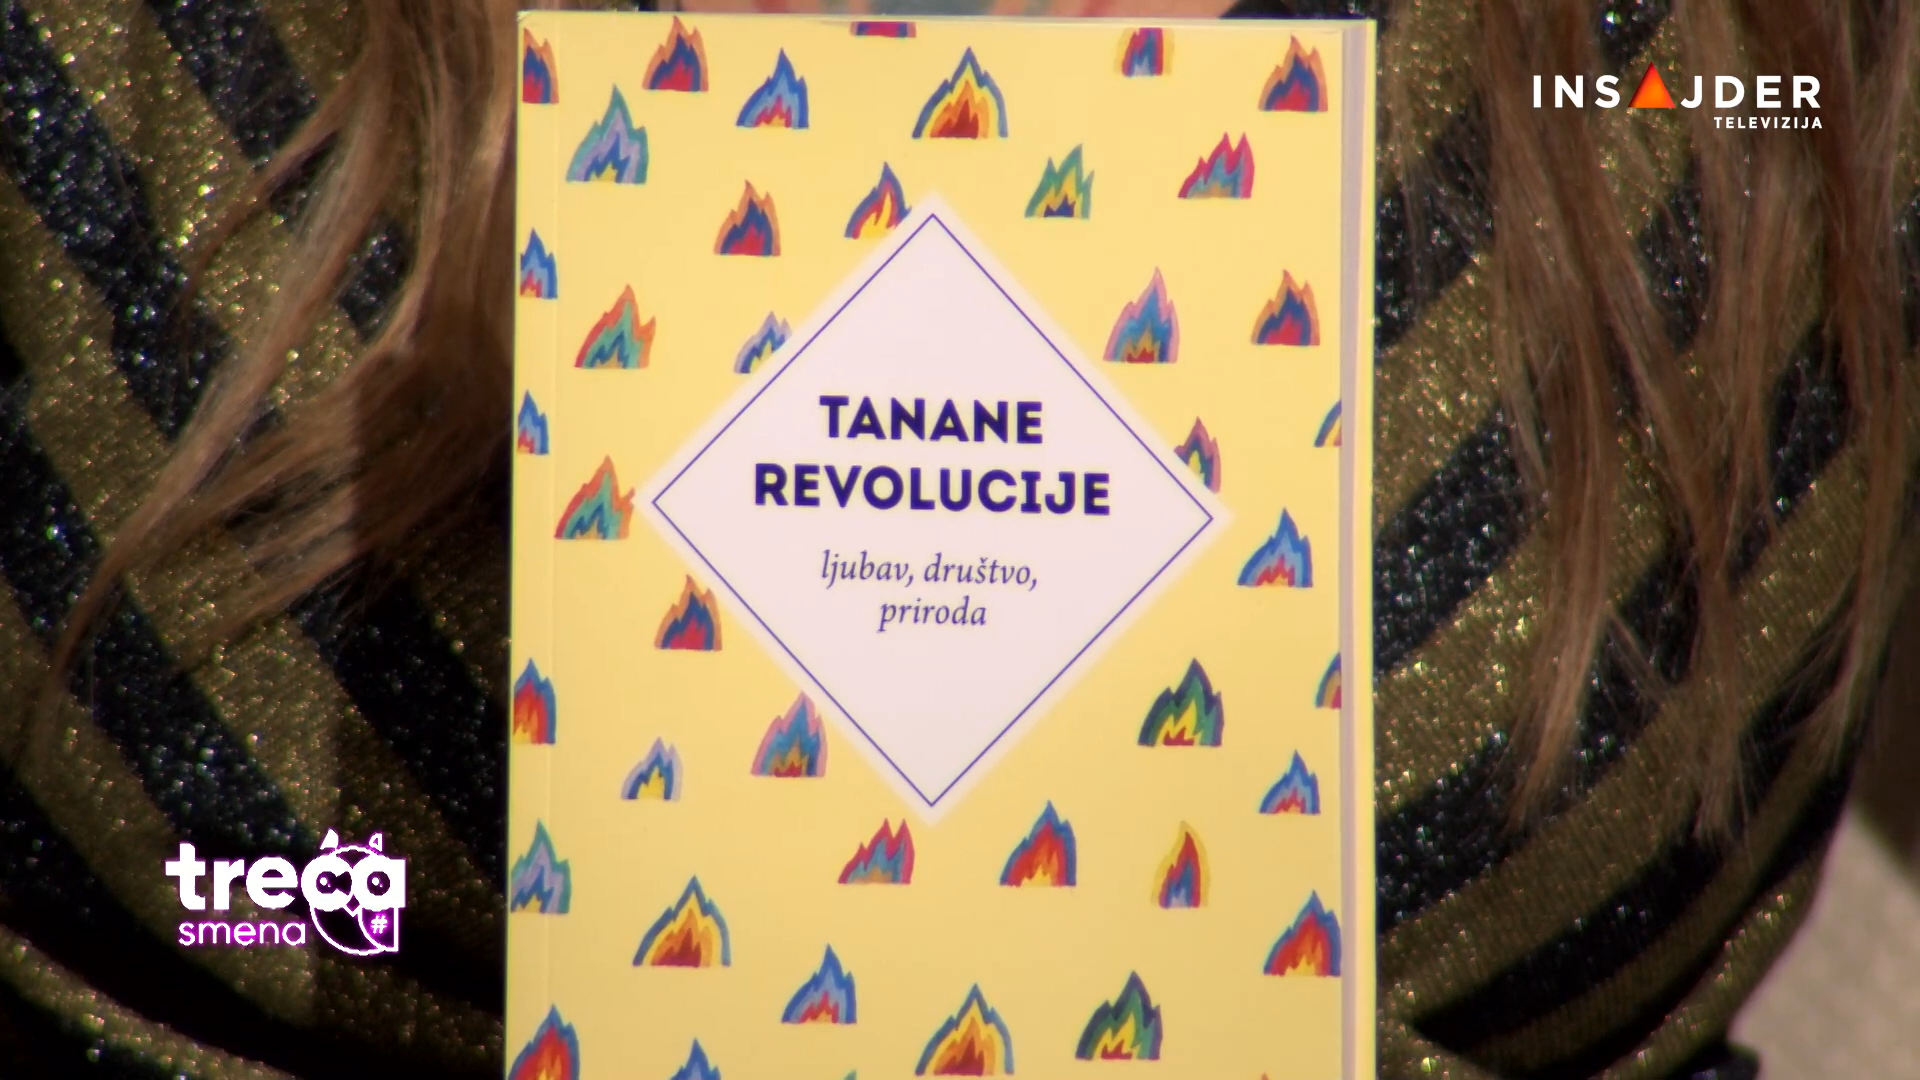 INSAJDER
TELEVIZIJA
TANANE
REVOLUCIJE
ljubav, društvo,
priroda
treća
smena
#